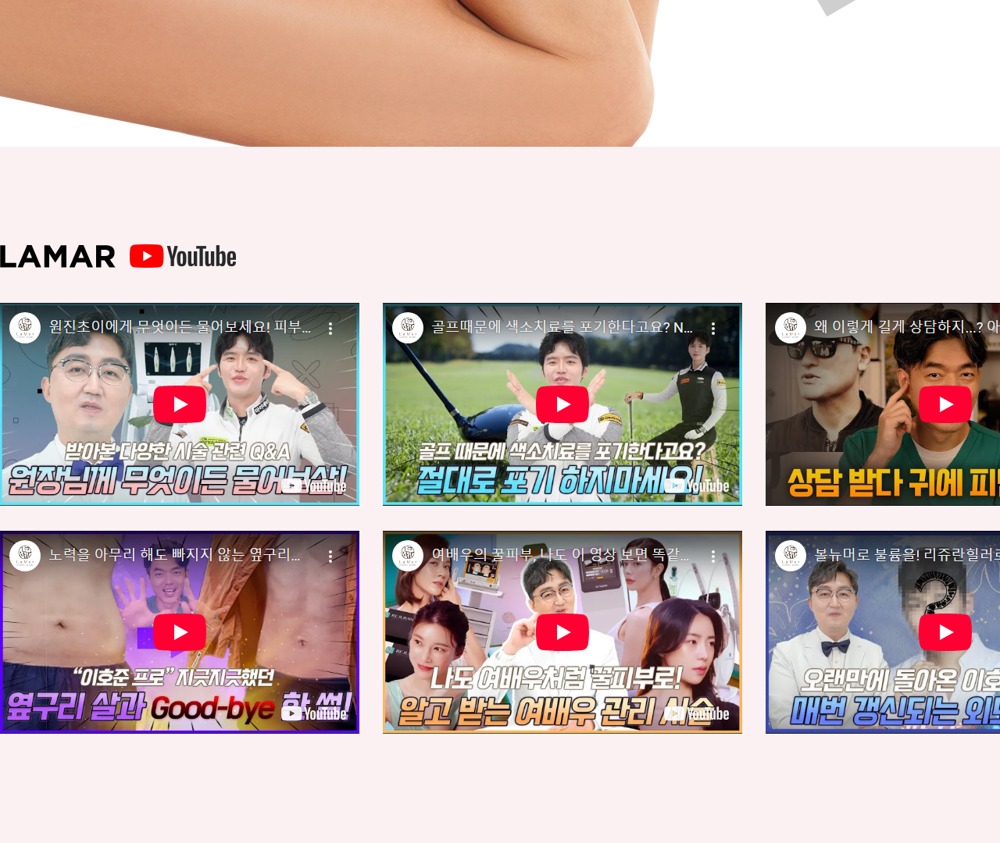 LAMAR YouTube
원진초이에게 무엇이든 물어보세요! 피부...
받아본 다양한 시술 관련 Q&A
원장님께 무엇이든 물어보샵!
YouTube
골프때문에 색소치료를 포기한다고요? N...
골프 때문에 색소치료를 포기한다고요?
절대로 포기 하지마세요!
YouTube
왜 이렇게 길게 상담하지...? 아
상담 받다 귀에 피
노력을 아무리 해도 빠지지 않는 옆구리...
“이호준 프로” 지긋지긋했던
옆구리 살과 Good-bye 할 썰!
YouTube
여배우의 꿀피부, 나도 이 영상 보면 똑같...
나도 여배우처럼 꿀피부로!
알고 받는 여배우 관리 시술
YouTube
볼뉴머로 불륨을! 리쥬란힐러로
오랜만에 돌아온 이호
매번 갱신되는 외모